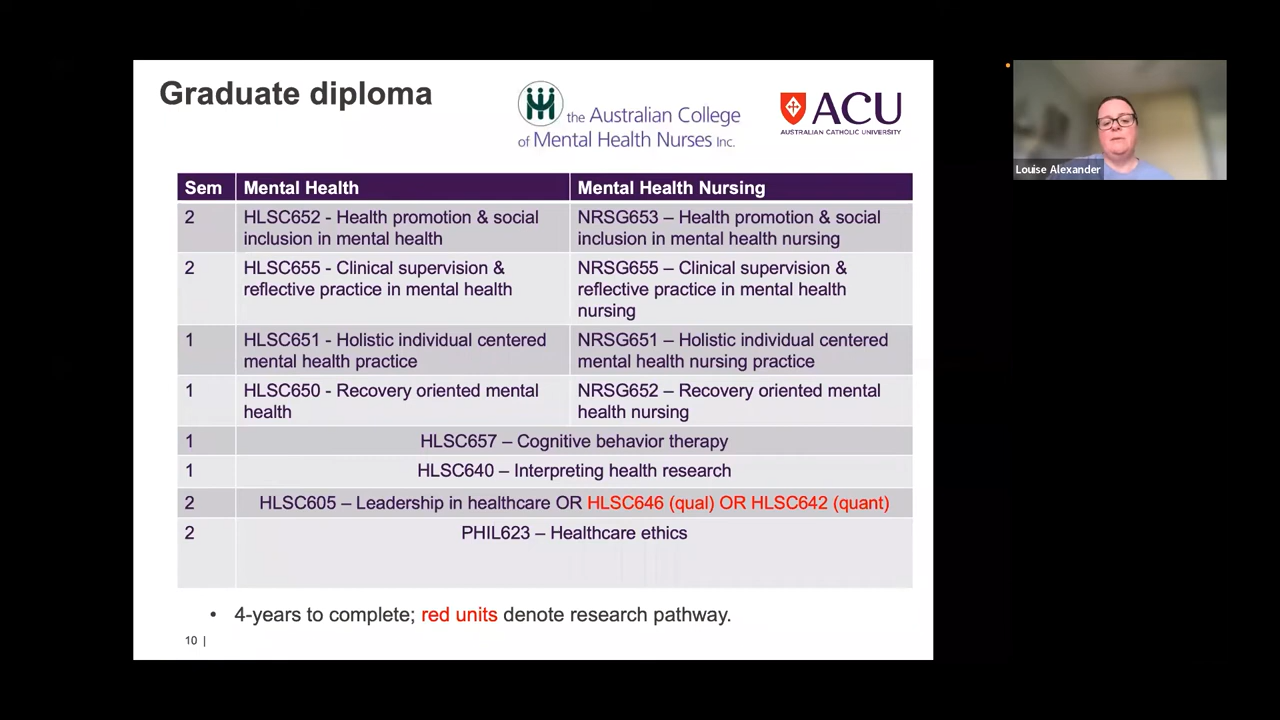 Graduate diploma
the Australian College
of Mental Health Nurses Inc.
ACU
AUSTRALIAN CATHOLIC UNIVERSITY
Louise Alexander
Sem Mental Health Mental Health Nursing
2 HLSC652 - Health promotion & social NRSG653 – Health promotion & social
inclusion in mental health inclusion in mental health nursing
2 HLSC655 - Clinical supervision & NRSG655 – Clinical supervision &
reflective practice in mental health reflective practice in mental health
nursing
1 HLSC651 - Holistic individual centered NRSG651 – Holistic individual centered
mental health practice mental health nursing practice
1 HLSC650 - Recovery oriented mental NRSG652 – Recovery oriented mental
health health nursing
1 HLSC657 – Cognitive behavior therapy
1 HLSC640 – Interpreting health research
2 HLSC605 – Leadership in healthcare OR HLSC646 (qual) OR HLSC642 (quant)
2 PHIL623 – Healthcare ethics
• 4-years to complete; red units denote research pathway.
10 |